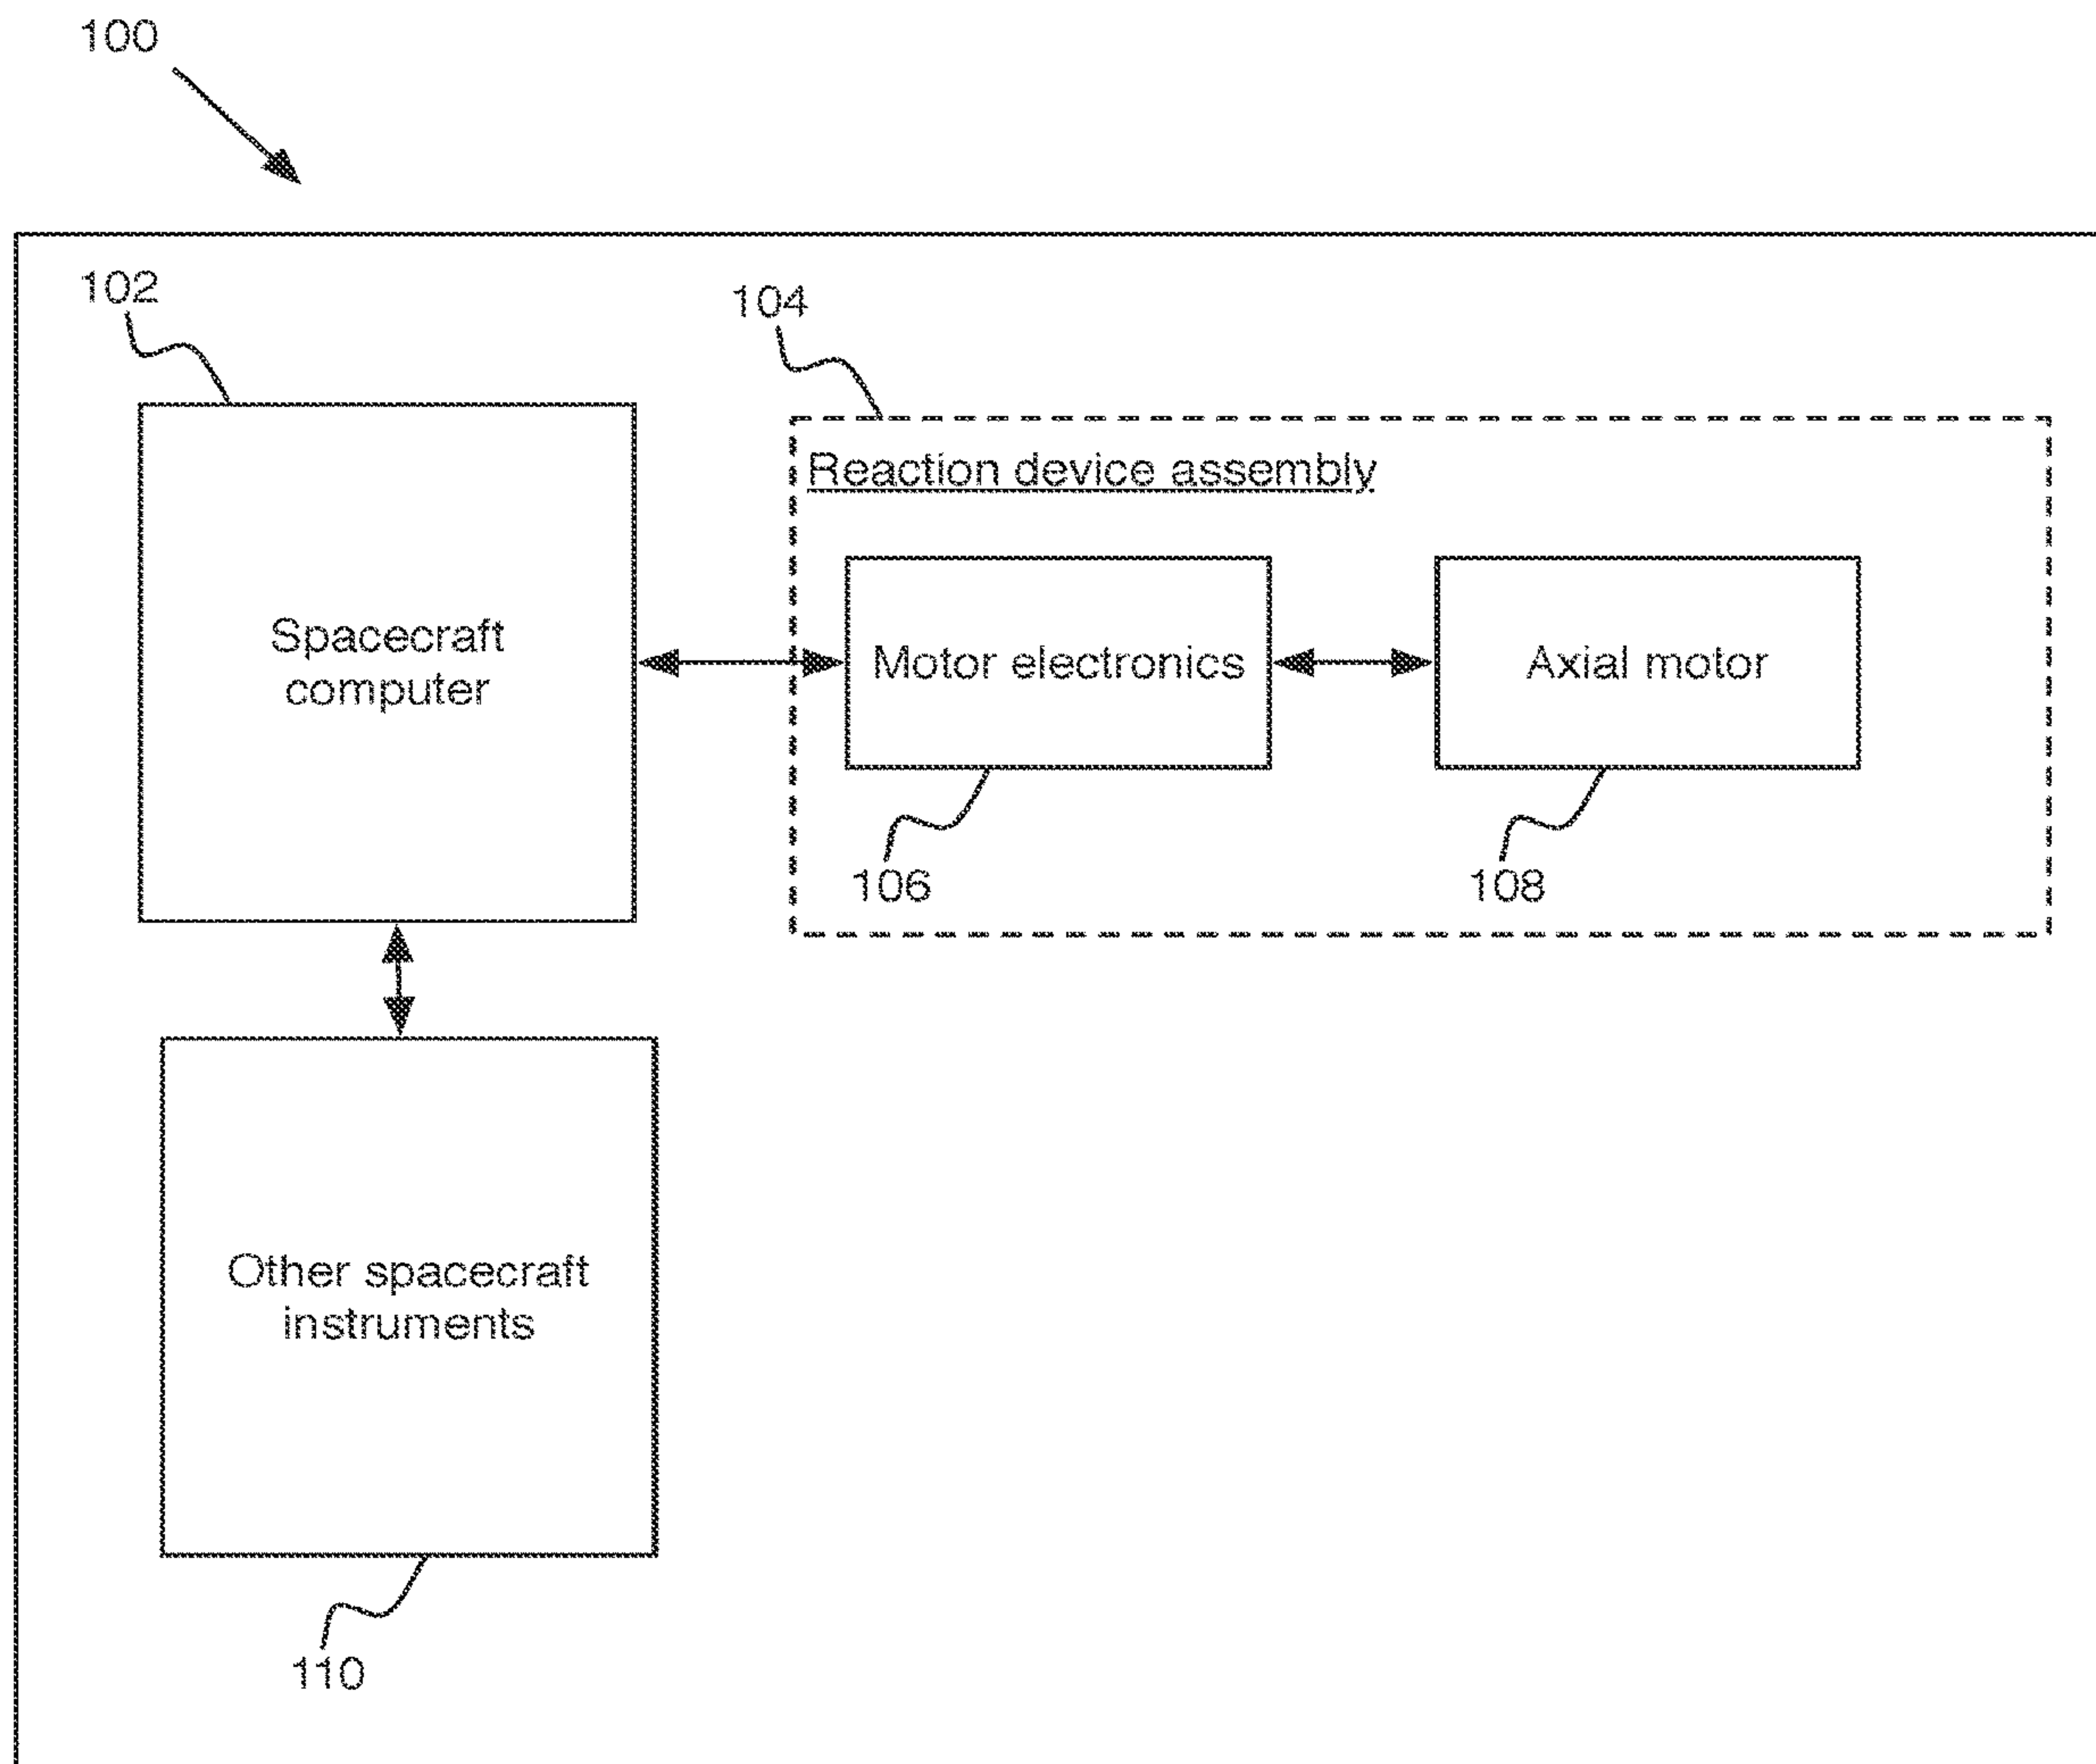 100
102
104
Reaction device assembly
Spacecraft
computer
Motor electronics
Axial motor
106
108
Other spacecraft
instruments
110